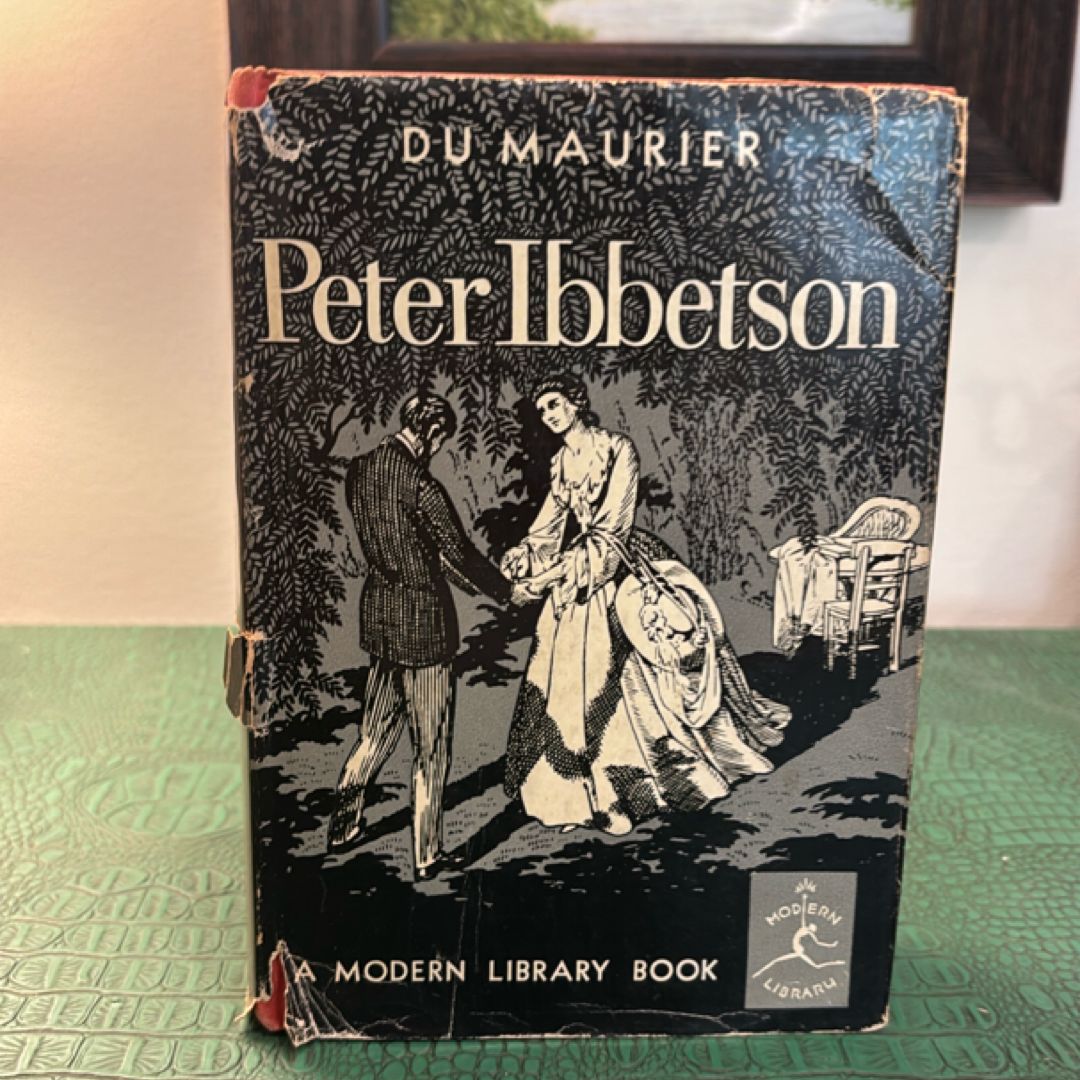 DU MAURIER
Peter Ibbetson
A MODERN LIBRARY BOOK
MODERN
LIBRARY